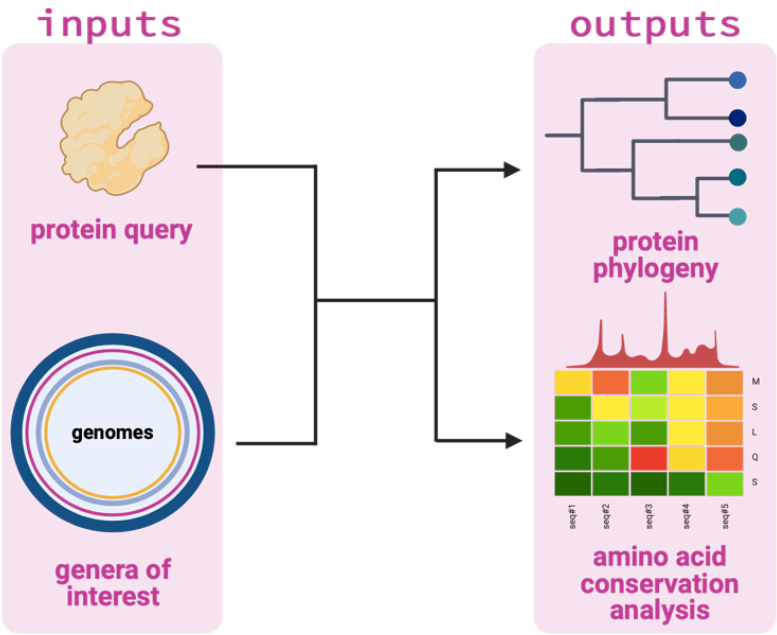 inputs
outputs
protein query
genomes
genera of
interest
protein
phylogeny
M
S
L
Q
S
seq#1
seq#2
seq#3
seq#4
seq#5
amino acid
conservation
analysis